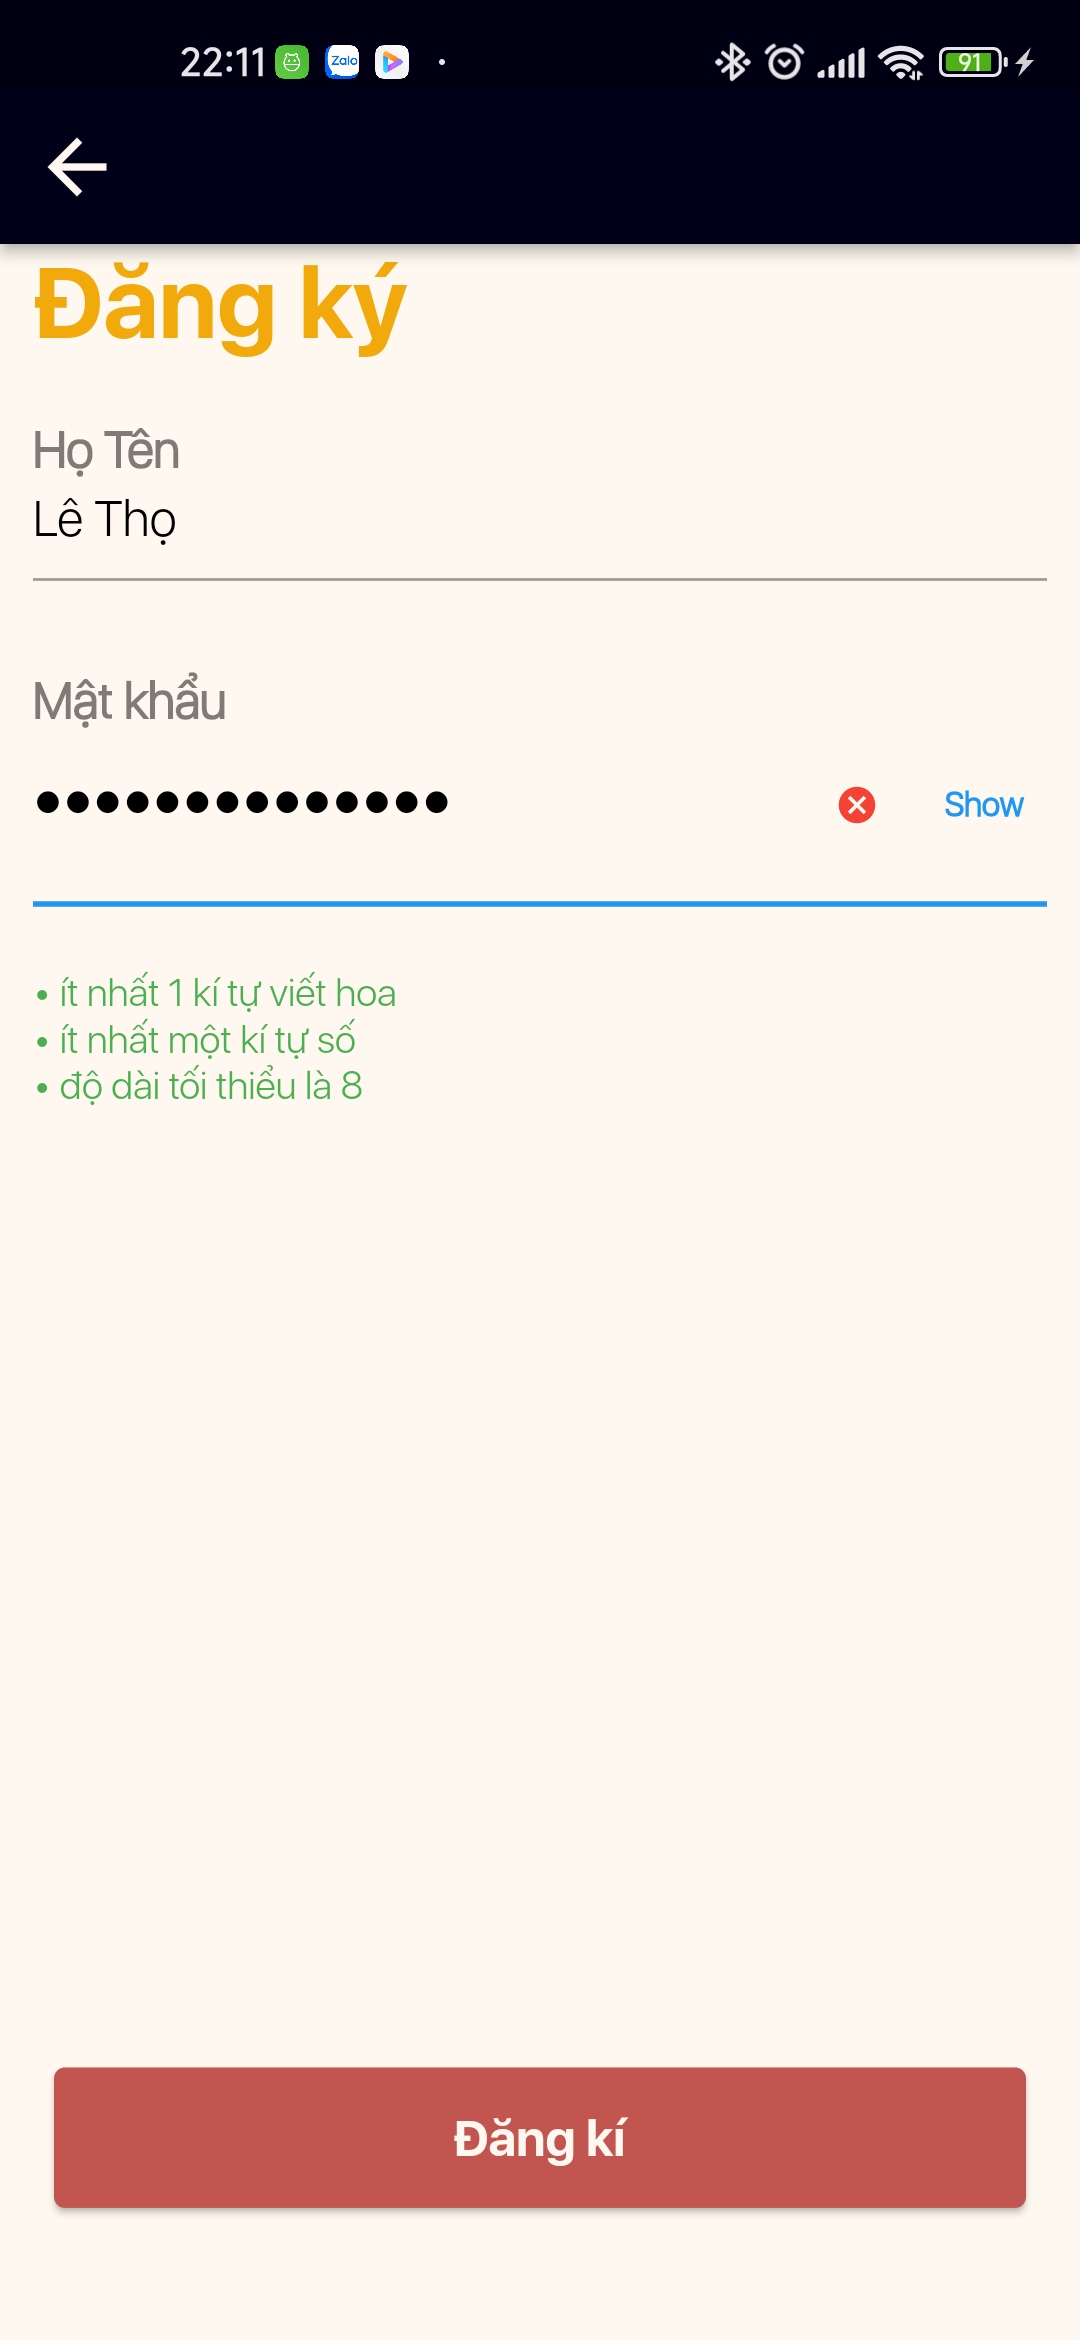 22:11 Zalo 91
Đăng ký
Họ Tên
Lê Thọ
Mật khẩu
●●●●●●●●●●●●●● Show
• ít nhất 1 kí tự viết hoa
• ít nhất một kí tự số
• độ dài tối thiểu là 8
Đăng kí